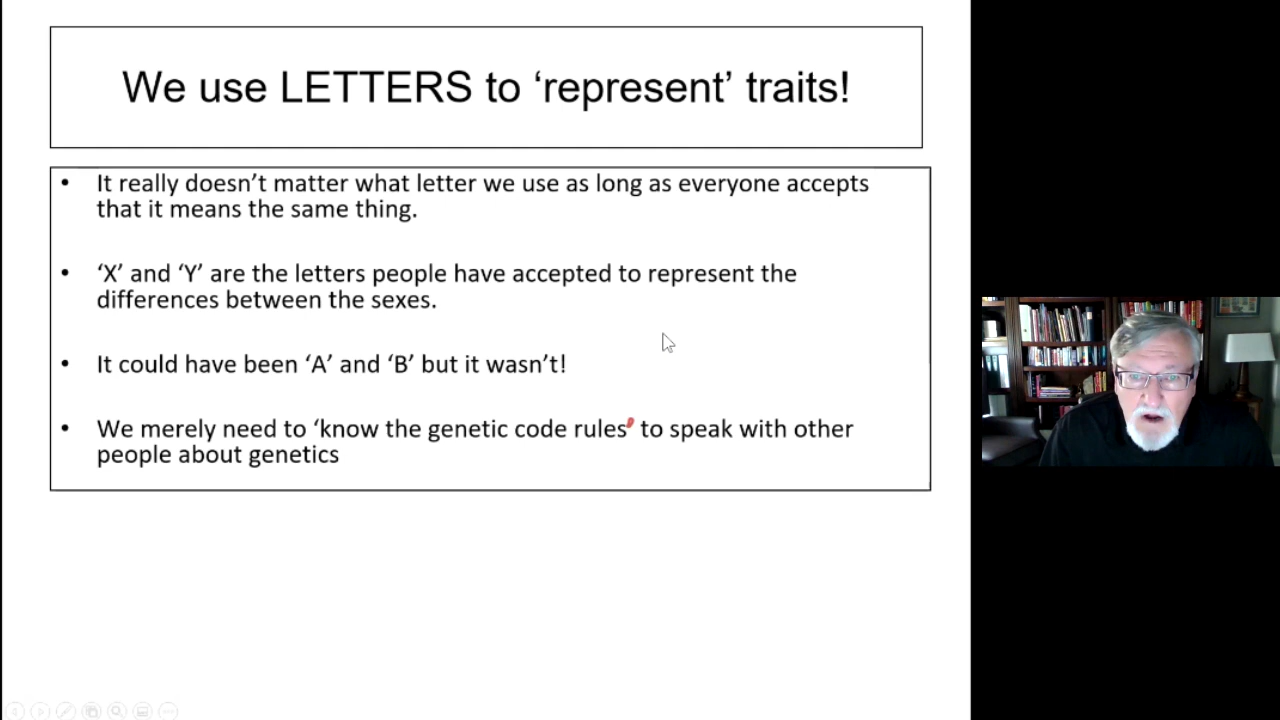 We use LETTERS to ‘represent’ traits!
• It really doesn’t matter what letter we use as long as everyone accepts
that it means the same thing.
• ‘X’ and ‘Y’ are the letters people have accepted to represent the
differences between the sexes.
• It could have been ‘A’ and ‘B’ but it wasn’t!
• We merely need to ‘know the genetic code rules’ to speak with other
people about genetics